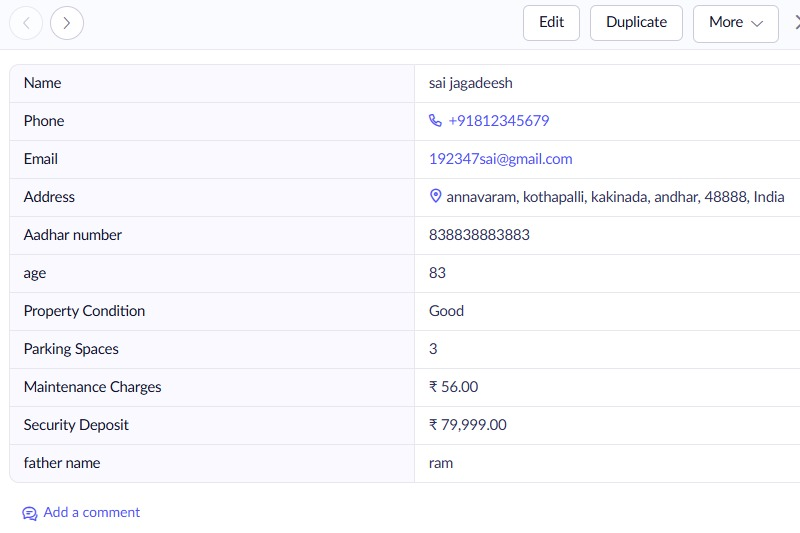 Edit Duplicate More
Name sai jagadeesh
Phone +91812345679
Email 192347sai@gmail.com
Address annavaram, kothapalli, kakinada, andhar, 48888, India
Aadhar number 838838883883
age 83
Property Condition Good
Parking Spaces 3
Maintenance Charges ₹ 56.00
Security Deposit ₹ 79,999.00
father name ram
Add a comment